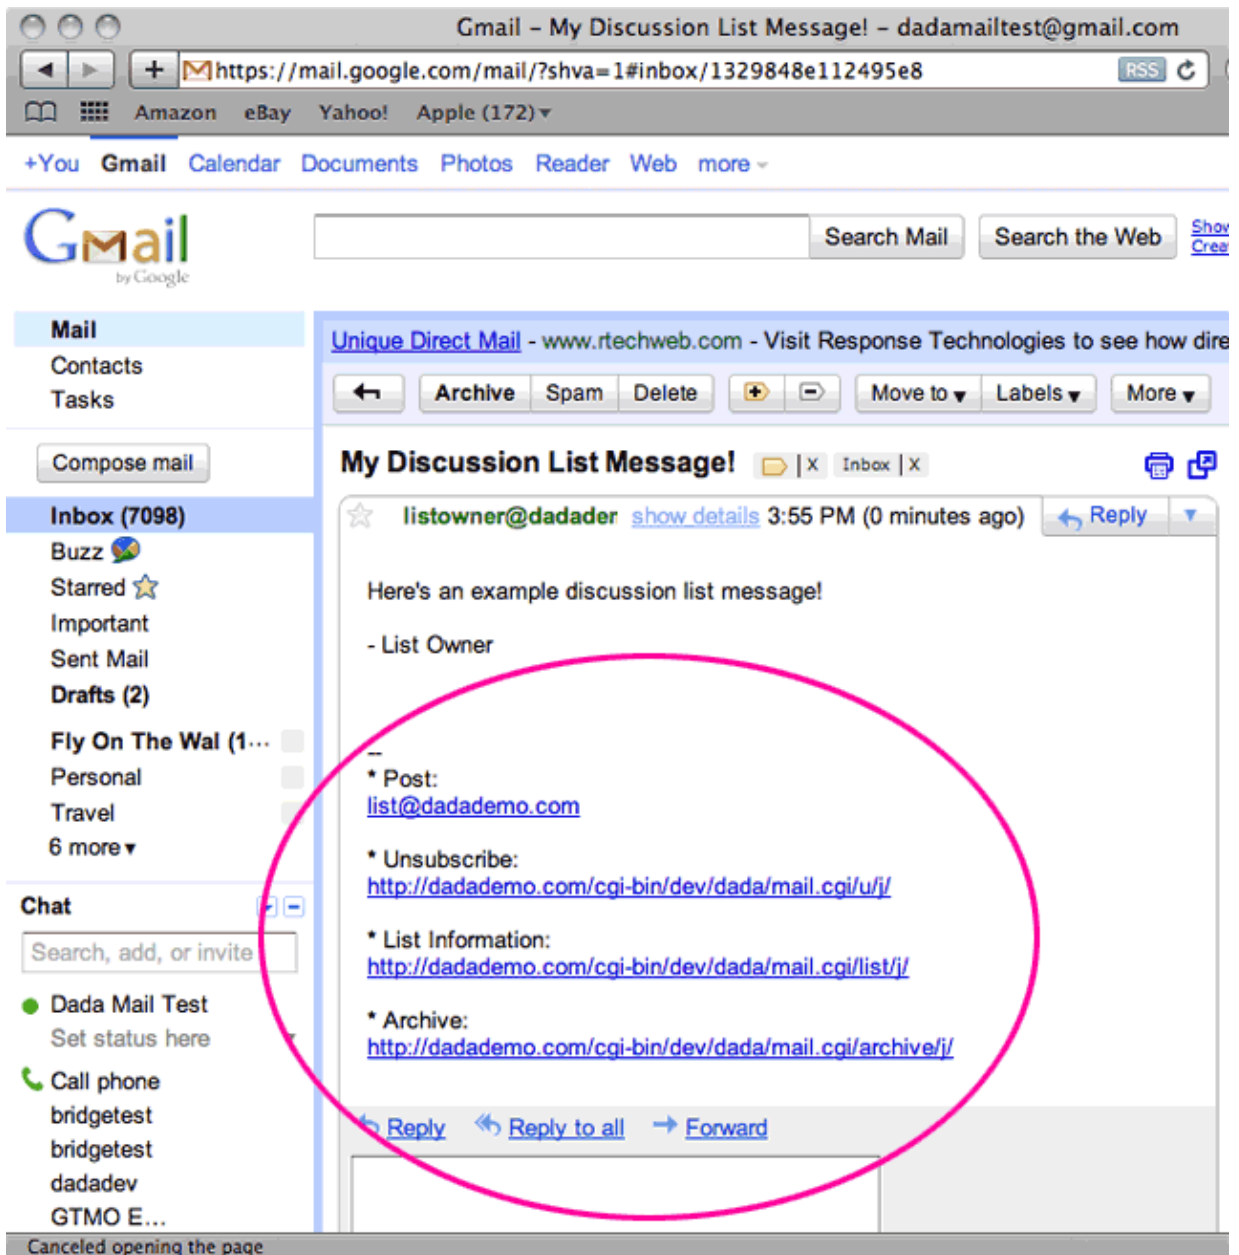 Gmail – My Discussion List Message! – dadamailtest@gmail.com
https://mail.google.com/mail/?shva=1#inbox/1329848e112495e8 RSS
Amazon eBay Yahoo! Apple (172)
+You Gmail Calendar Documents Photos Reader Web more
Gmail by Google
Search Mail Search the Web Show
Crea
Mail
Contacts
Tasks
Compose mail
Inbox (7098)
Buzz
Starred
Important
Sent Mail
Drafts (2)
Fly On The Wal (1...
Personal
Travel
6 more
Chat
Search, add, or invite
Dada Mail Test
Set status here
Call phone
bridgetest
bridgetest
dadadev
GTMO E...
Unique Direct Mail - www.rtechweb.com - Visit Response Technologies to see how dire
Archive Spam Delete Move to Labels More
My Discussion List Message! | X Inbox | X
listowner@dadader show details 3:55 PM (0 minutes ago) Reply
Here's an example discussion list message!
- List Owner
--
* Post:
list@dadademo.com
* Unsubscribe:
http://dadademo.com/cgi-bin/dev/dada/mail.cgi/u/j/
* List Information:
http://dadademo.com/cgi-bin/dev/dada/mail.cgi/list/j/
* Archive:
http://dadademo.com/cgi-bin/dev/dada/mail.cgi/archive/j/
Reply Reply to all Forward
Canceled opening the page